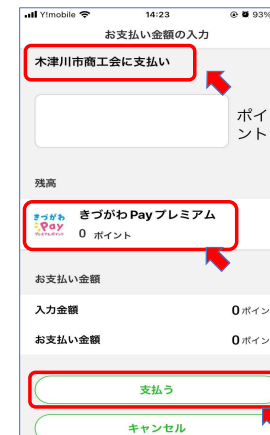 Y!mobile 14:23 93%
お支払い金額の入力
木津川市商工会に支払い
ポイ
ント
残高
きづがわ Pay プレミアム
きづがわ
Pay
0 ポイント
お支払い金額
入力金額 0ポイン
お支払い金額 0ポイン
支払う
キャンセル